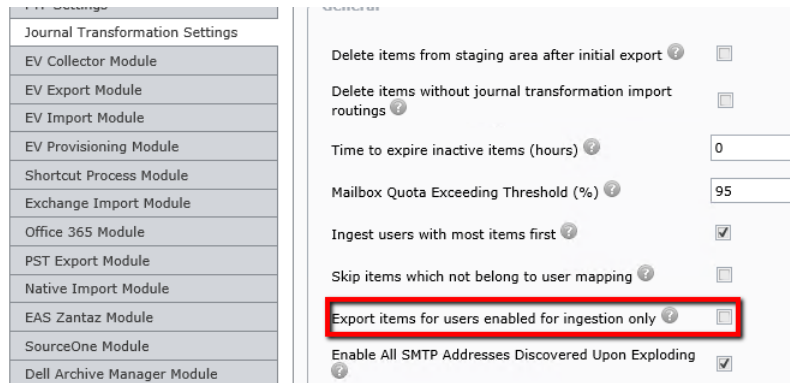 General
Journal Transformation Settings
EV Collector Module
EV Export Module
EV Import Module
EV Provisioning Module
Shortcut Process Module
Exchange Import Module
Office 365 Module
PST Export Module
Native Import Module
EAS Zantaz Module
SourceOne Module
Dell Archive Manager Module
Delete items from staging area after initial export ?
Delete items without journal transformation import
routings ?
Time to expire inactive items (hours) ?
0
Mailbox Quota Exceeding Threshold (%) ?
95
Ingest users with most items first ?
Skip items which not belong to user mapping ?
Export items for users enabled for ingestion only ?
Enable All SMTP Addresses Discovered Upon Exploding
?